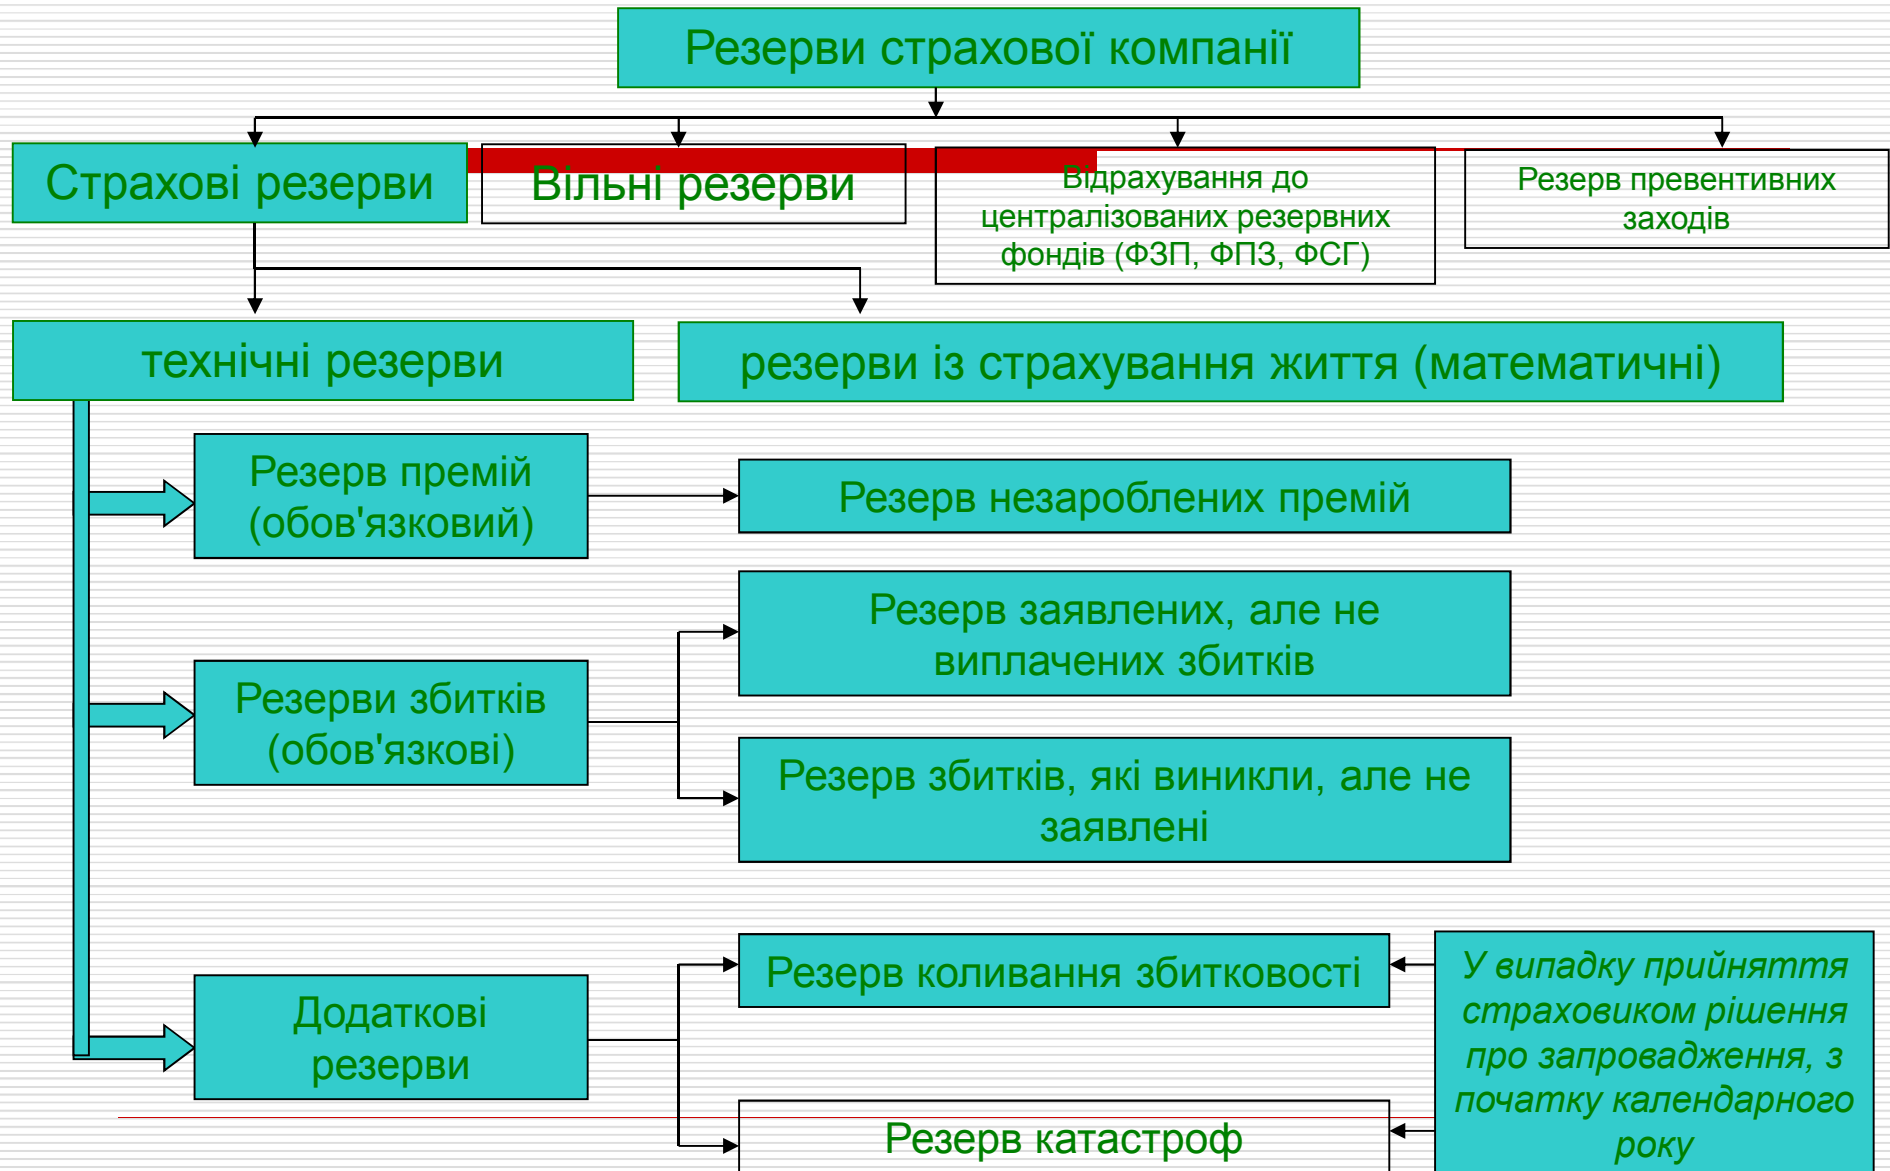 Резерви страхової компанії
Страхові резерви
Вільні резерви
Відрахування до
централізованих резервних
фондів (ФЗП, ФПЗ, ФСГ)
Резерв превентивних
заходів
технічні резерви
резерви із страхування життя (математичні)
Резерв премій
(обов'язковий)
Резерв незароблених премій
Резерв заявлених, але не
виплачених збитків
Резерви збитків
(обов'язкові)
Резерв збитків, які виникли, але не
заявлені
Резерв коливання збитковості
У випадку прийняття
страховиком рішення
про запровадження, з
початку календарного
року
Додаткові
резерви
Резерв катастроф